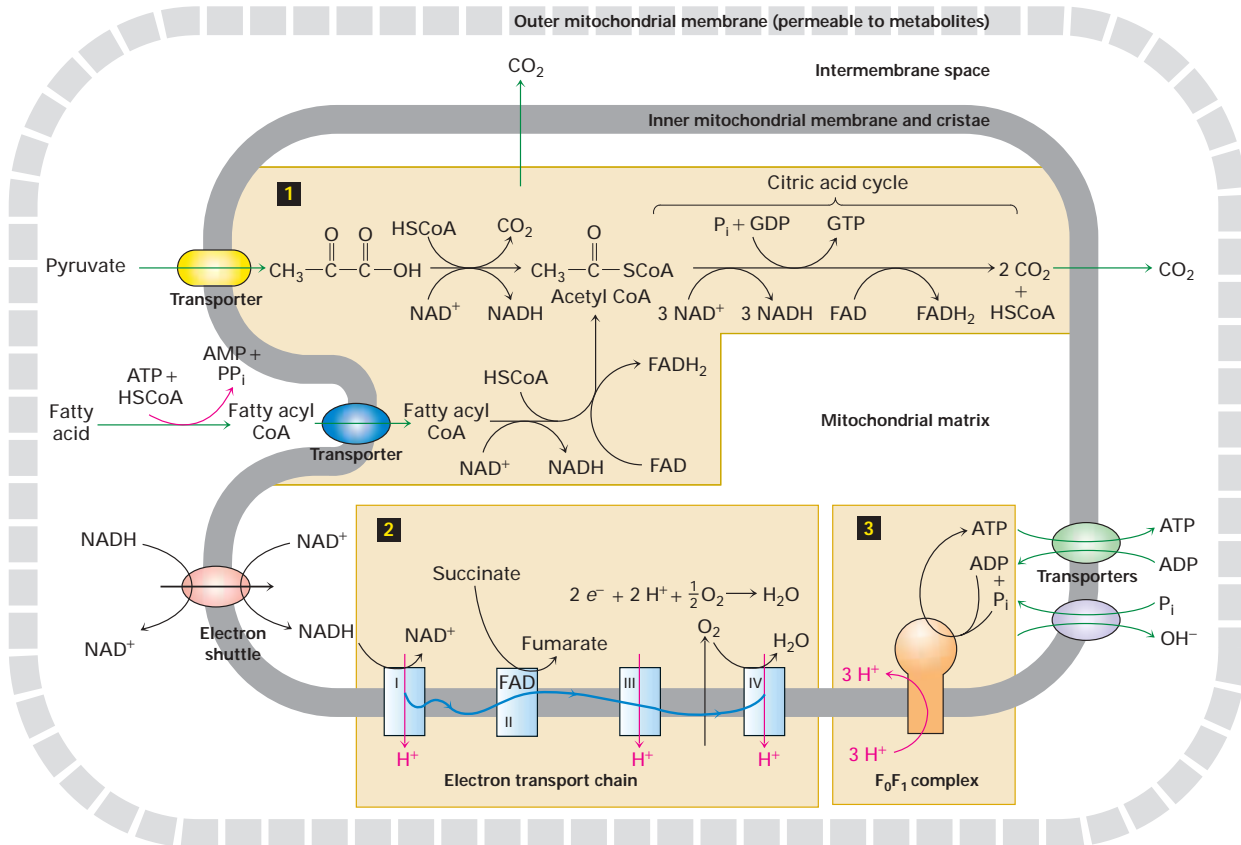 Outer mitochondrial membrane (permeable to metabolites)
Intermembrane space
CO₂
Inner mitochondrial membrane and cristae
1
Citric acid cycle
Pᵢ + GDP
GTP
HSCoA
CO₂
Pyruvate
Transporter
O O
CH₃—C—C—OH
NAD⁺
NADH
O
CH₃—C—SCoA
Acetyl CoA
3 NAD⁺
3 NADH
FAD
FADH₂
2 CO₂
+
HSCoA
CO₂
Fatty
acid
ATP +
HSCoA
AMP +
PPᵢ
Fatty acyl
CoA
Transporter
Fatty acyl
CoA
HSCoA
NAD⁺
NADH
FADH₂
FAD
Mitochondrial matrix
NADH
NAD⁺
NAD⁺
NADH
Electron
shuttle
2
Succinate
Fumarate
NAD⁺
2 e⁻ + 2 H⁺ + ½ O₂ → H₂O
O₂
H₂O
I
FAD
II
III
IV
H⁺
H⁺
H⁺
Electron transport chain
3
ATP
ADP
+
Pᵢ
3 H⁺
3 H⁺
F₀F₁ complex
ATP
ADP
Transporters
Pᵢ
OH⁻